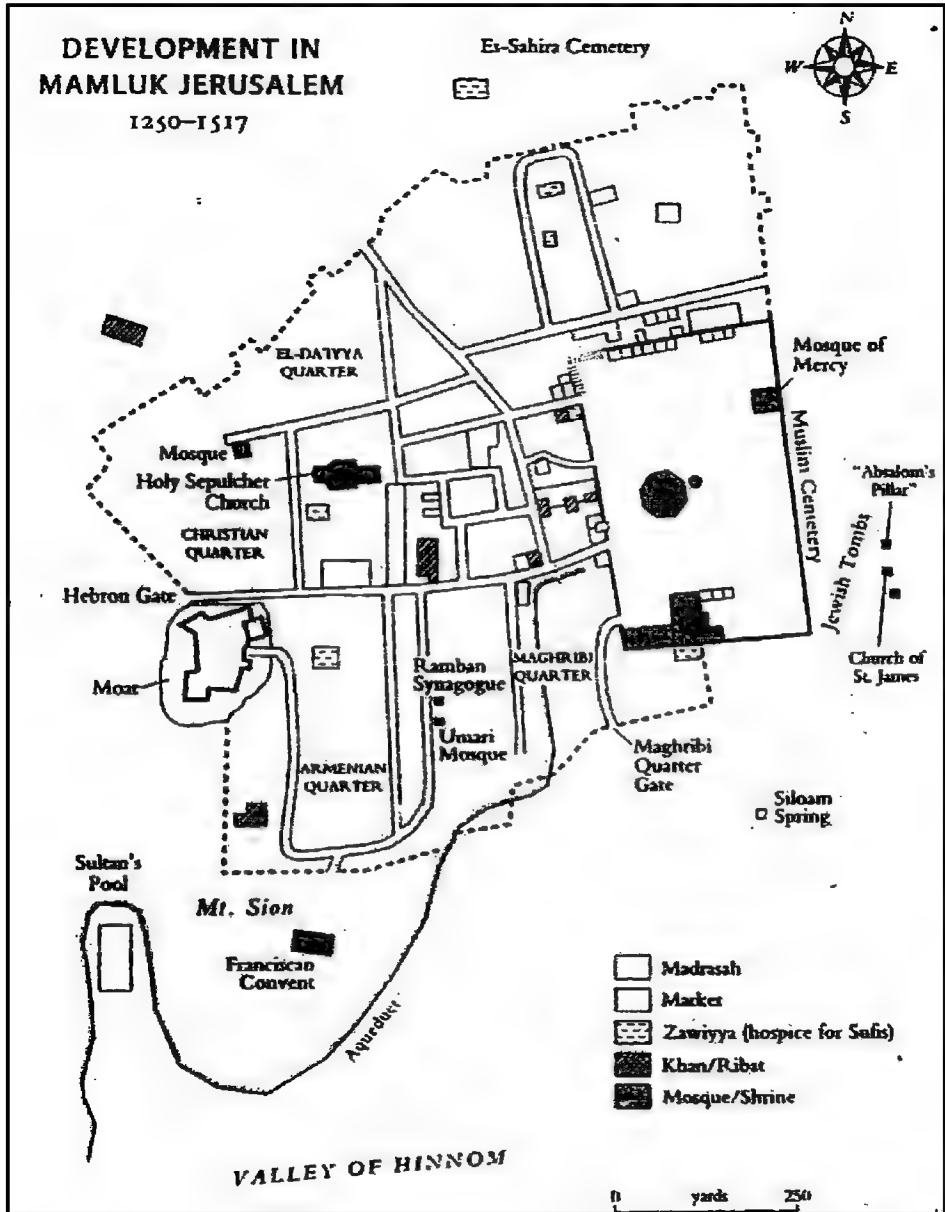 DEVELOPMENT IN
MAMLUK JERUSALEM
1250–1517
Es-Sahira Cemetery
N
W
E
S
Mosque of
Mercy
Muslim Cemetery
"Absalom's
Pillar"
Jewish Tombs
Church of
St. James
QUARTER
Mosque
Holy Sepulcher
Church
CHRISTIAN
QUARTER
Hebron Gate
Moat
Ramban
Synagogue
MAGHRIBI
QUARTER
Umari
Mosque
ARMENIAN
QUARTER
Maghribi
Quarter
Gate
Siloam
Spring
Sultan's
Pool
Mt. Sion
Franciscan
Convent
Aqueduct
Madrasah
Market
Zawiyya (hospice for Sufis)
Khan/Ribat
Mosque/Shrine
VALLEY OF HINNOM
0 yards 250